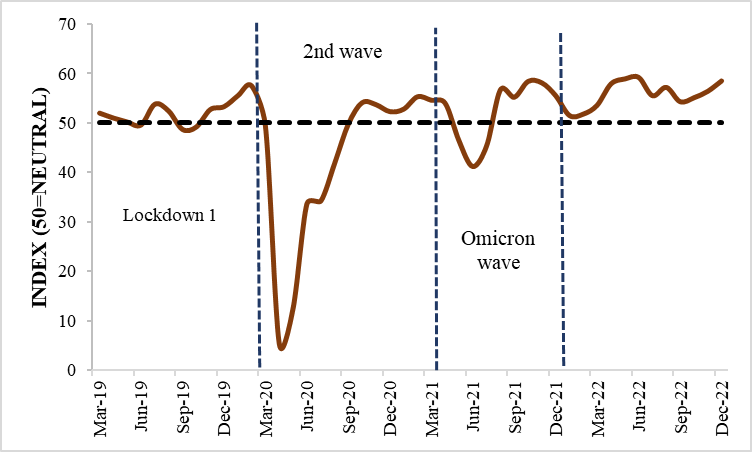 70
60
50
40
30
20
10
0
INDEX (50=NEUTRAL)
2nd wave
Lockdown 1
Omicron
wave
Mar-19
Jun-19
Sep-19
Dec-19
Mar-20
Jun-20
Sep-20
Dec-20
Mar-21
Jun-21
Sep-21
Dec-21
Mar-22
Jun-22
Sep-22
Dec-22